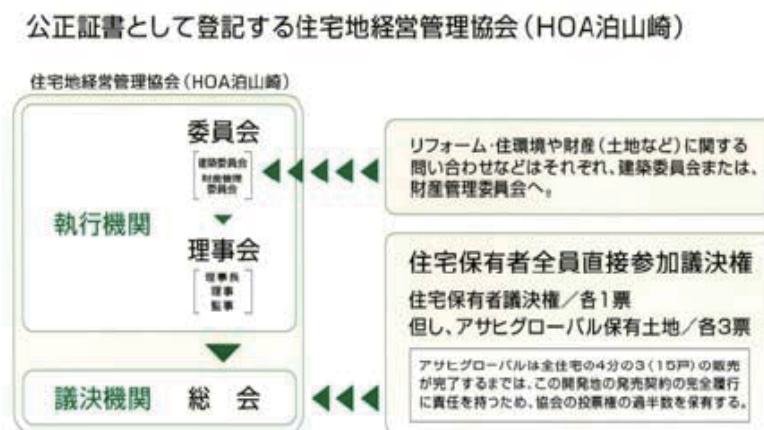 公正証書として登記する住宅地経営管理協会(HOA泊山崎)
住宅地経営管理協会(HOA泊山崎)
執行機関
委員会
建築委員会
財産管理
委員会
理事会
理事長
理事
監事
議決機関 総 会
リフォーム・住環境や財産(土地など)に関する
問い合わせなどはそれぞれ、建築委員会または、
財産管理委員会へ。
住宅保有者全員直接参加議決権
住宅保有者議決権/各1票
但し、アサヒグローバル保有土地/各3票
アサヒグローバルは全住宅の4分の3(15戸)の販売
が完了するまでは、この開発地の発売契約の完全履行
に責任を持つため、協会の投票権の過半数を保有する。